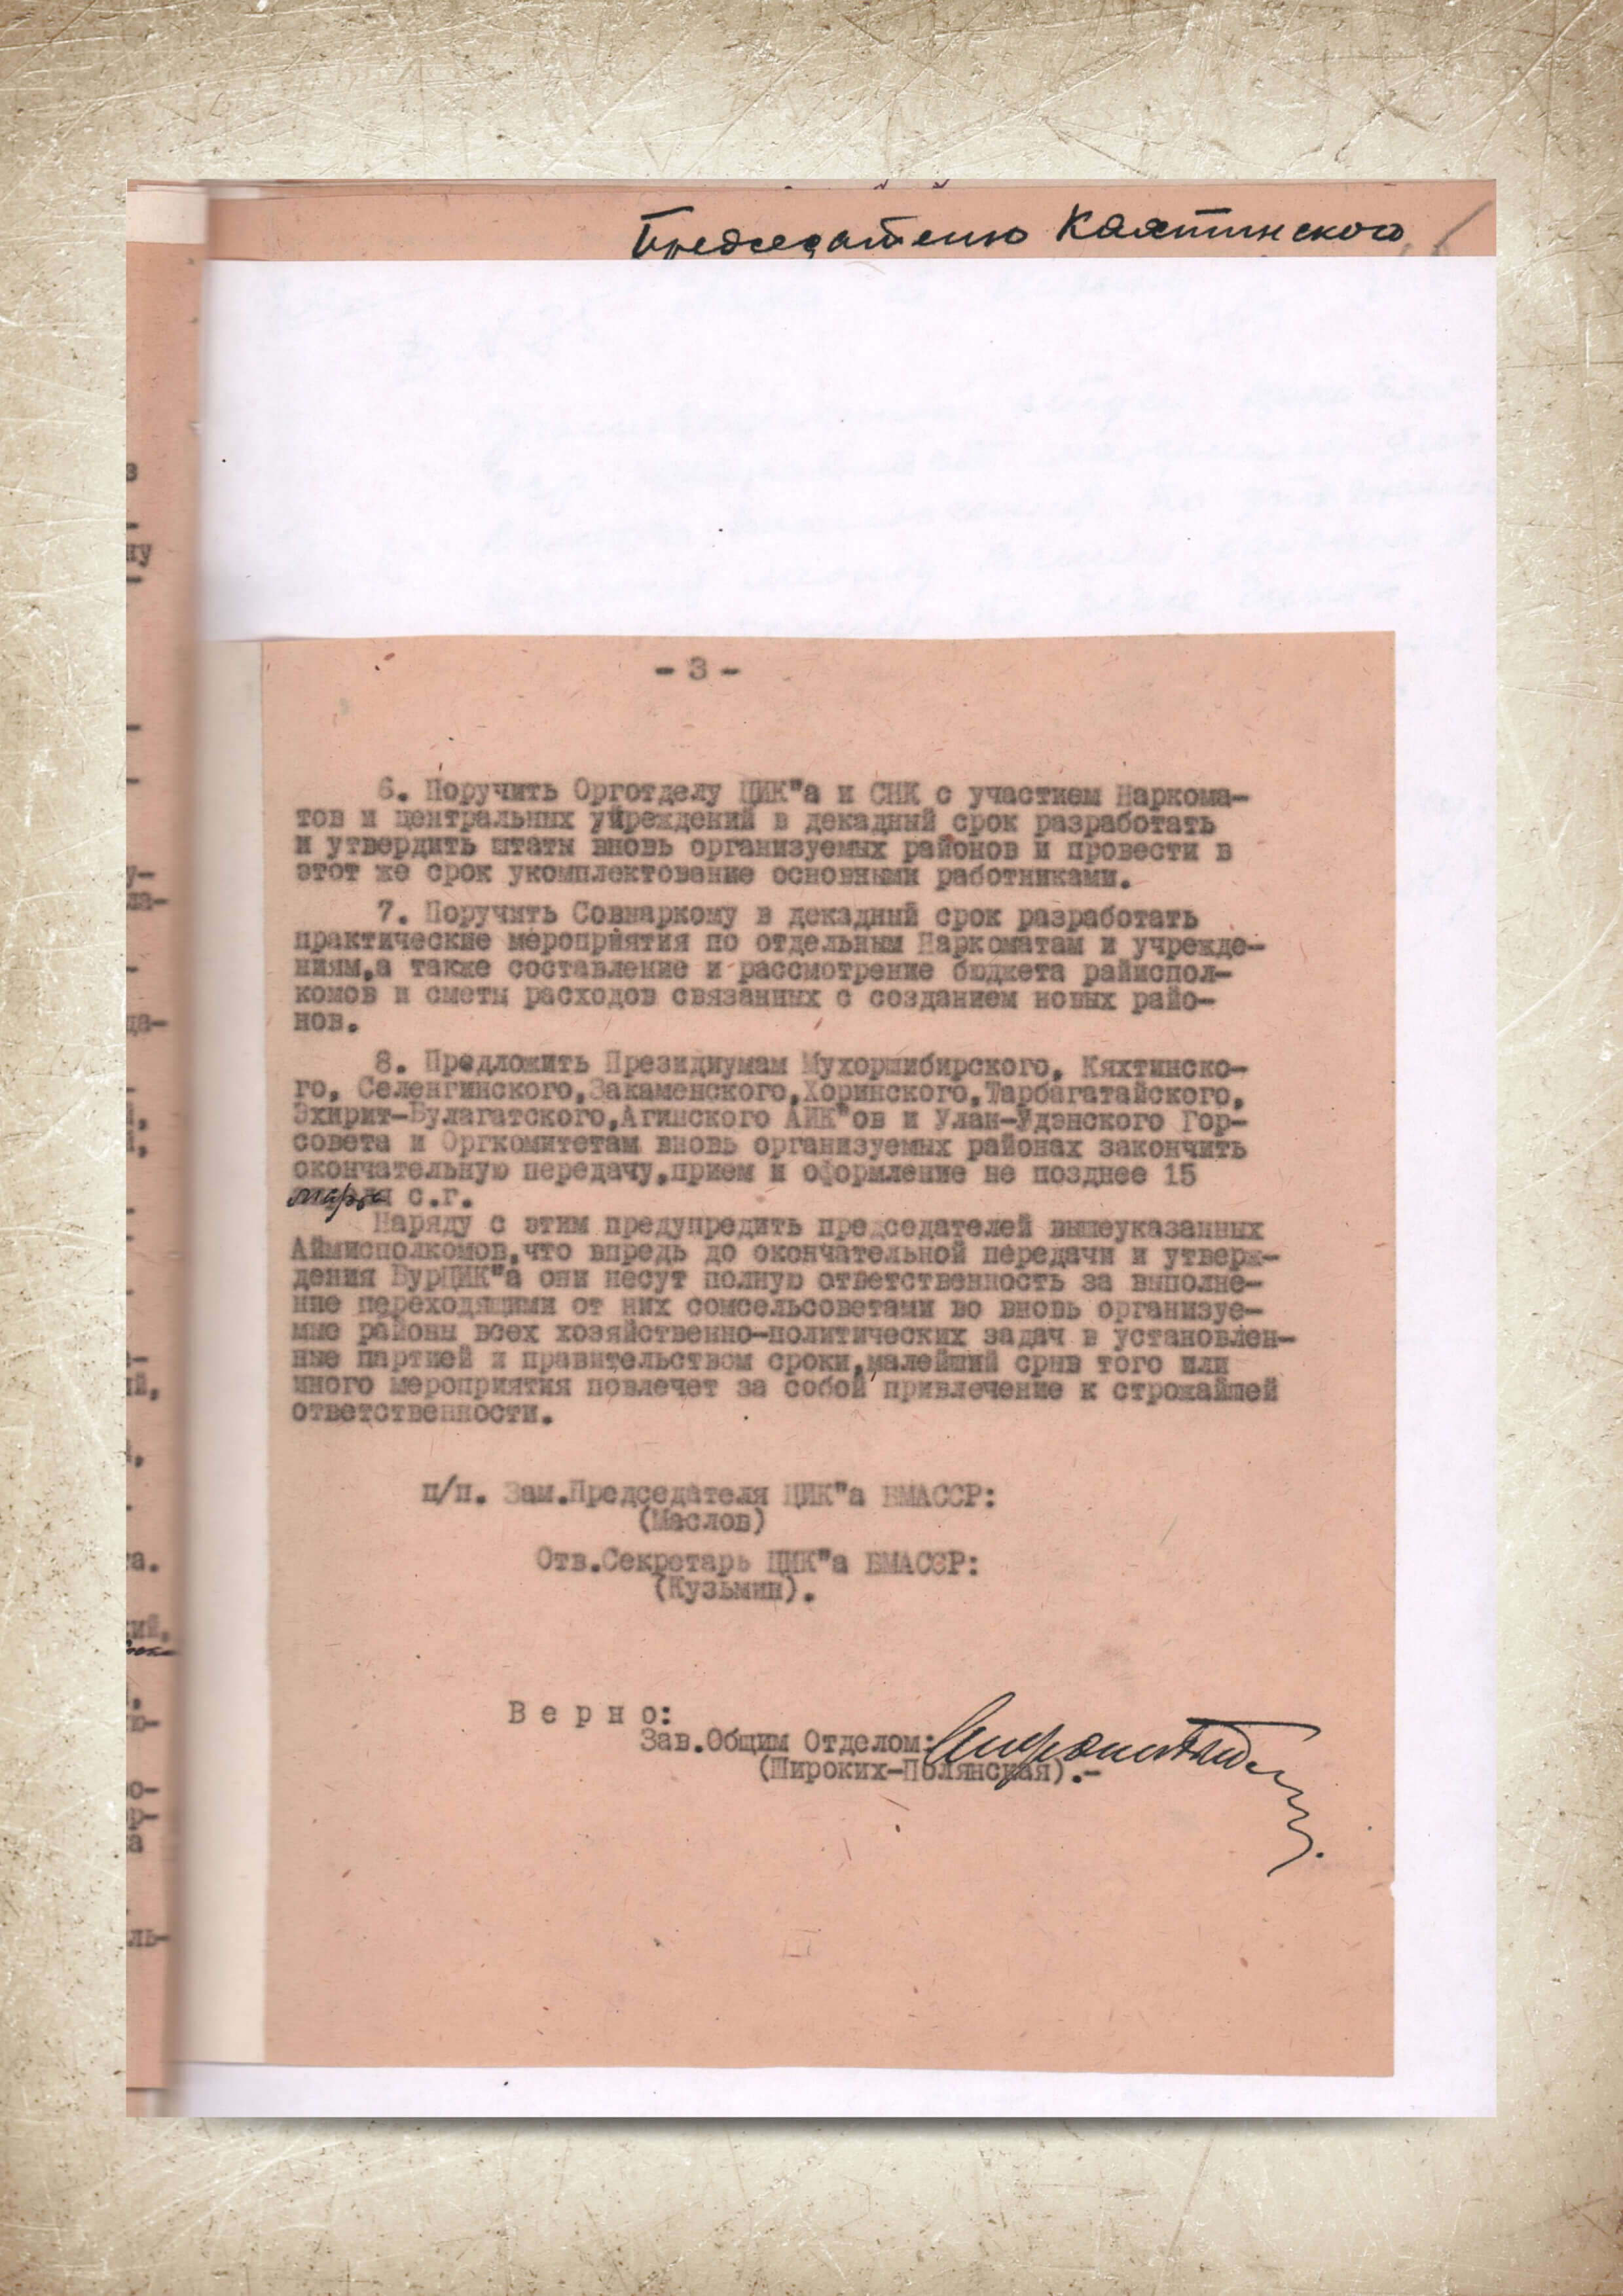 Председателю Кяхтинского
- 3 -
6. Поручить Орготделу ЦИК"а и СНК с участием Наркома-
тов и центральных учреждений в декадный срок разработать
и утвердить штаты вновь организуемых районов и провести в
этот же срок укомплектование основными работниками.
7. Поручить Совнаркому в декадный срок разработать
практические мероприятия по отдельным Наркоматам и учрежде-
ниям,а также составление и рассмотрение бюджета райиспол-
комов и сметы расходов связанных с созданием новых райо-
нов.
8. Предложить Президиумам Мухоршибирского, Кяхтинско-
го, Селенгинского,Закаменского,Хоринского,Тарбагатайского,
Эхирит-Булагатского,Агинского АИК"ов и Улан-Удэнского Гор-
совета и Оргкомитетам вновь организуемых районах закончить
окончательную передачу,прием и оформление не позднее 15
марта с.г.
Наряду с этим предупредить председателей вышеуказанных
Аймисполкомов,что впредь до окончательной передачи и утверж-
дения БурЦИК"а они несут полную ответственность за выполне-
ние переходящими от них сомсельсоветами во вновь организуе-
мые районы всех хозяйственно-политических задач в установлен-
ные партией и правительством сроки,малейший срыв того или
иного мероприятия повлечет за собой привлечение к строжайшей
ответственности.
п/п. Зам.Председателя ЦИК"а БМАССР:
(Маслов)
Отв.Секретарь ЦИК"а БМАССР:
(Кузьмин).
В е р н о:
Зав.Общим Отделом:
(Широких-Полянская).-